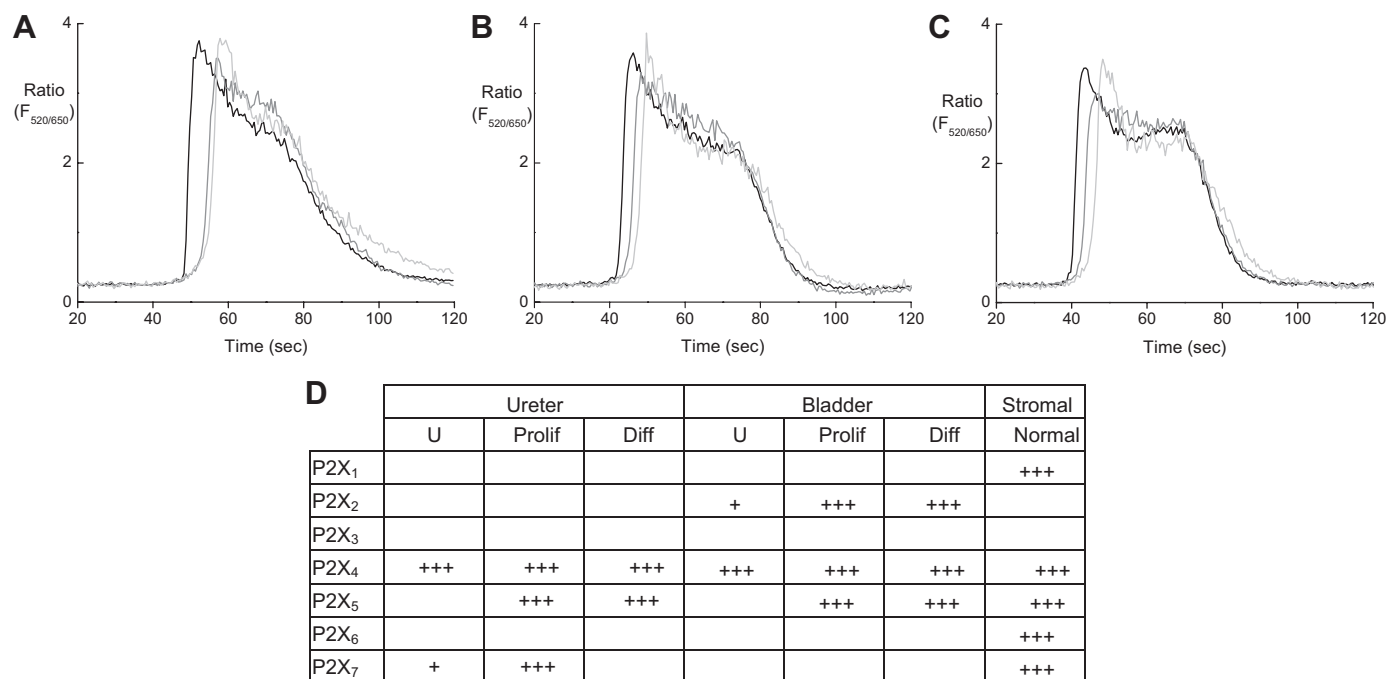 A
4
Ratio
(F520/650)
2
0
20 40 60 80 100 120
Time (sec)
B
4
Ratio
(F520/650)
2
0
20 40 60 80 100 120
Time (sec)
C
4
Ratio
(F520/650)
2
0
20 40 60 80 100 120
Time (sec)
D
Ureter Bladder Stromal
U Prolif Diff U Prolif Diff Normal
P2X1 +++
P2X2 + +++ +++
P2X3
P2X4 +++ +++ +++ +++ +++ +++ +++
P2X5 +++ +++ +++ +++ +++
P2X6 +++
P2X7 + +++ +++